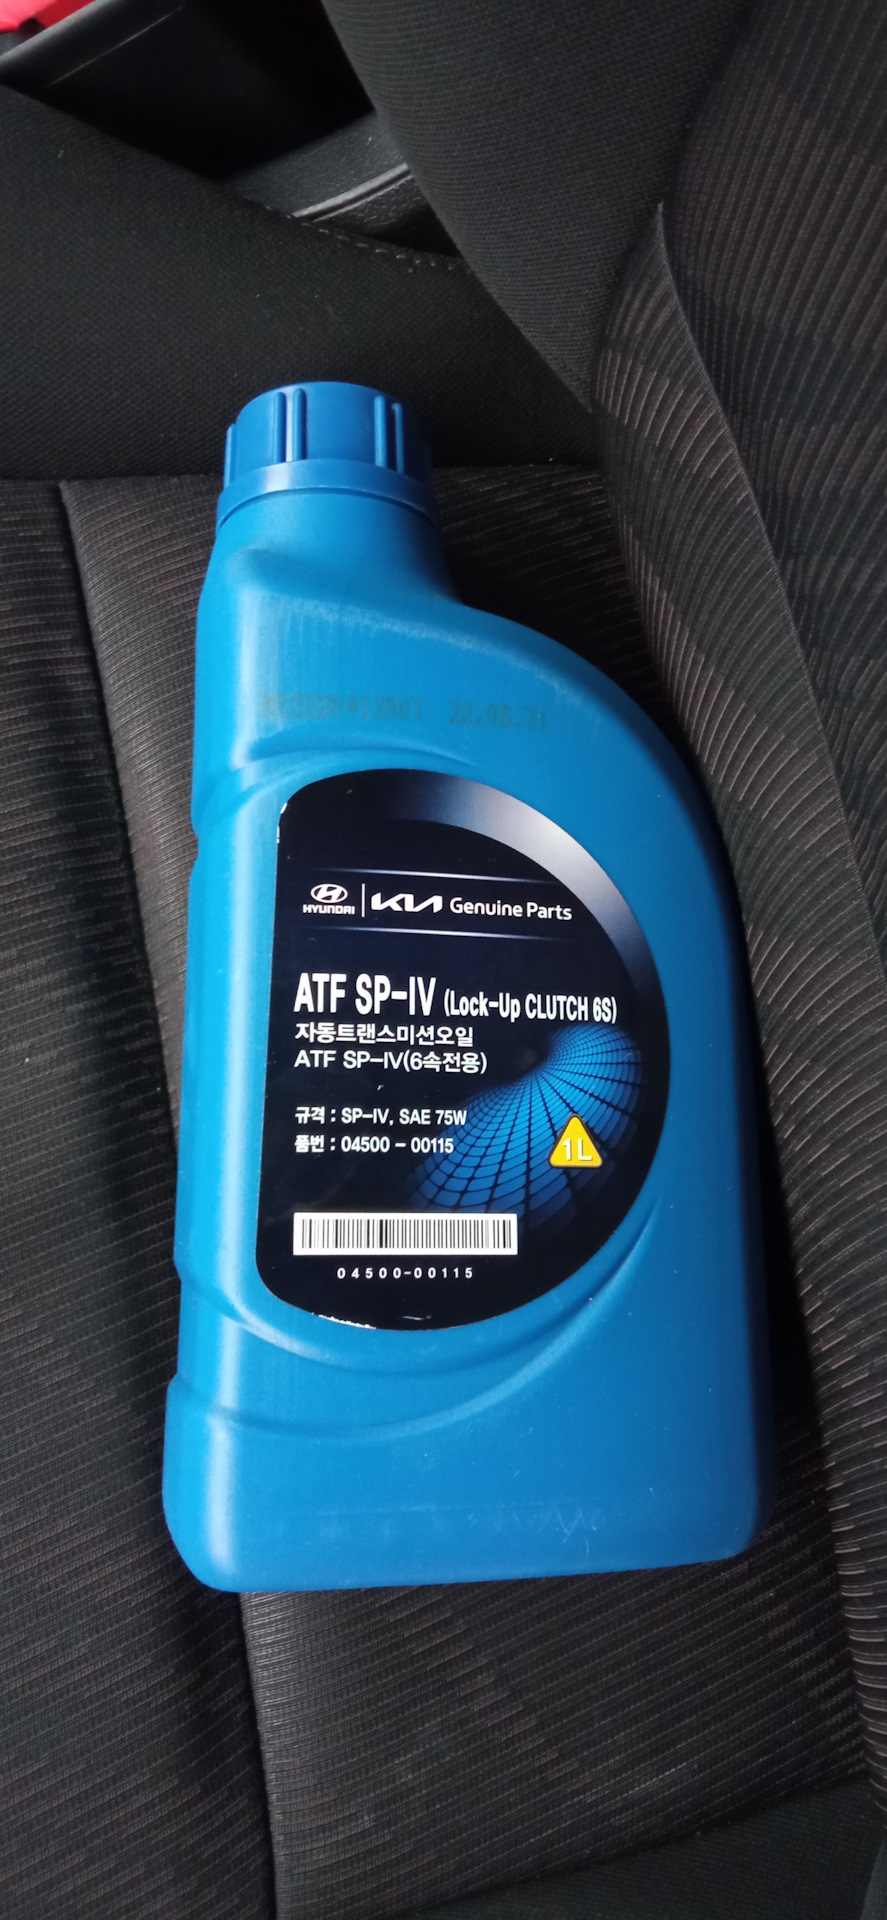 HYUNDAI | KIA Genuine Parts
ATF SP-IV (Lock-Up CLUTCH 6S)
자동트랜스미션오일
ATF SP-IV(6속전용)
규격 : SP-IV, SAE 75W
품번 : 04500 - 00115
1L
04500-00115